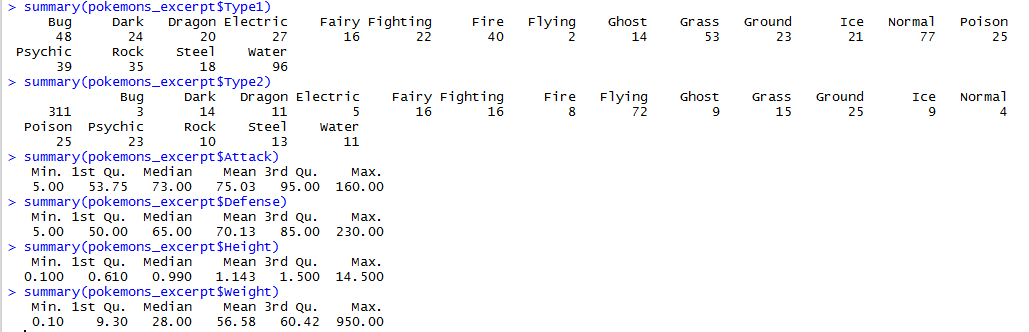 > summary(pokemons_excerpt$Type1)
     Bug     Dark   Dragon Electric    Fairy Fighting     Fire   Flying    Ghost    Grass   Ground      Ice   Normal   Poison
      48       24       20       27       16       22       40        2       14       53       23       21       77       25
 Psychic     Rock    Steel    Water
      39       35       18       96
> summary(pokemons_excerpt$Type2)
              Bug     Dark   Dragon Electric    Fairy Fighting     Fire   Flying    Ghost    Grass   Ground      Ice   Normal
     311        3       14       11        5       16       16        8       72        9       15       25        9        4
  Poison  Psychic     Rock    Steel    Water
      25       23       10       13       11
> summary(pokemons_excerpt$Attack)
   Min. 1st Qu.  Median    Mean 3rd Qu.    Max.
   5.00   53.75   73.00   75.03   95.00  160.00
> summary(pokemons_excerpt$Defense)
   Min. 1st Qu.  Median    Mean 3rd Qu.    Max.
   5.00   50.00   65.00   70.13   85.00  230.00
> summary(pokemons_excerpt$Height)
   Min. 1st Qu.  Median    Mean 3rd Qu.    Max.
  0.100   0.610   0.990   1.143   1.500  14.500
> summary(pokemons_excerpt$Weight)
   Min. 1st Qu.  Median    Mean 3rd Qu.    Max.
   0.10    9.30   28.00   56.58   60.42  950.00